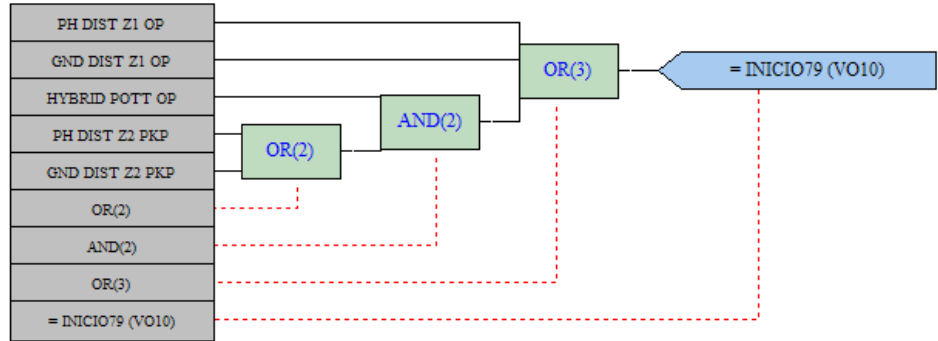 PH DIST Z1 OP
GND DIST Z1 OP
HYBRID POTT OP
PH DIST Z2 PKP
GND DIST Z2 PKP
OR(2)
AND(2)
OR(3)
= INICIO79 (VO10)
OR(2)
AND(2)
OR(3)
= INICIO79 (VO10)